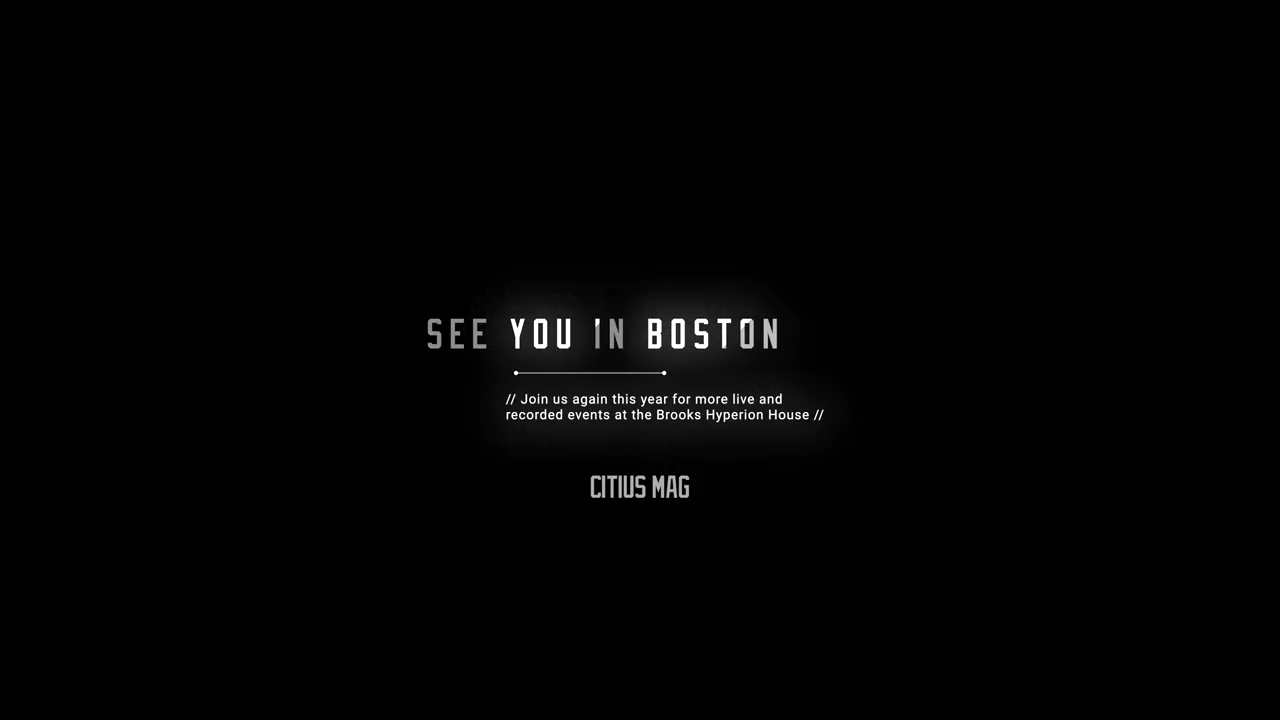 SEE YOU IN BOSTON
// Join us again this year for more live and
recorded events at the Brooks Hyperion House //
CITIUS MAG